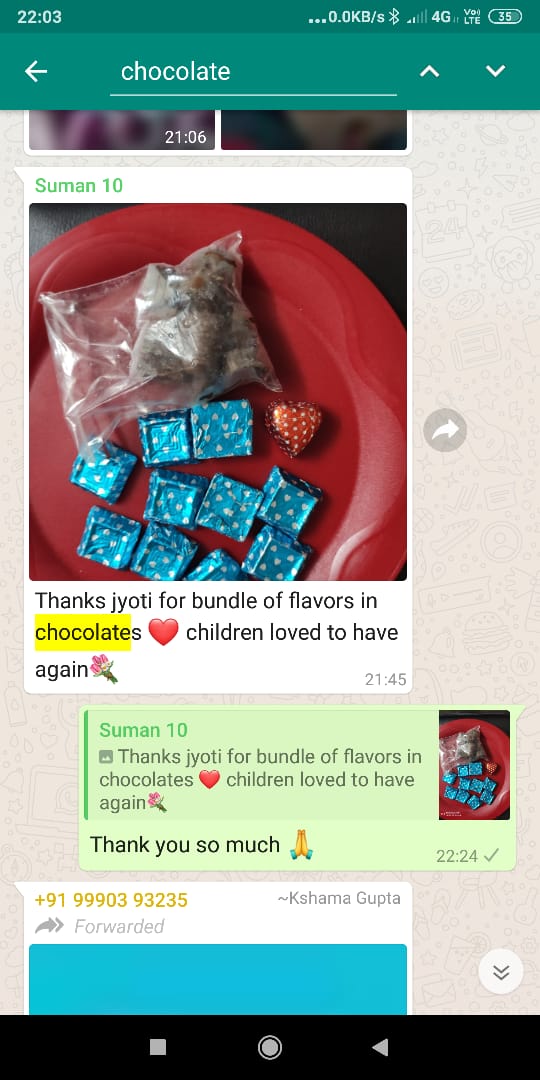 22:03 ...0.0KB/s 4G Vo) LTE 35
chocolate
21:06
Suman 10
Thanks jyoti for bundle of flavors in
chocolates ❤️ children loved to have
again💐
21:45
Suman 10
Thanks jyoti for bundle of flavors in
chocolates ❤️ children loved to have
again💐
Thank you so much 🙏
22:24
+91 99903 93235 ~Kshama Gupta
Forwarded